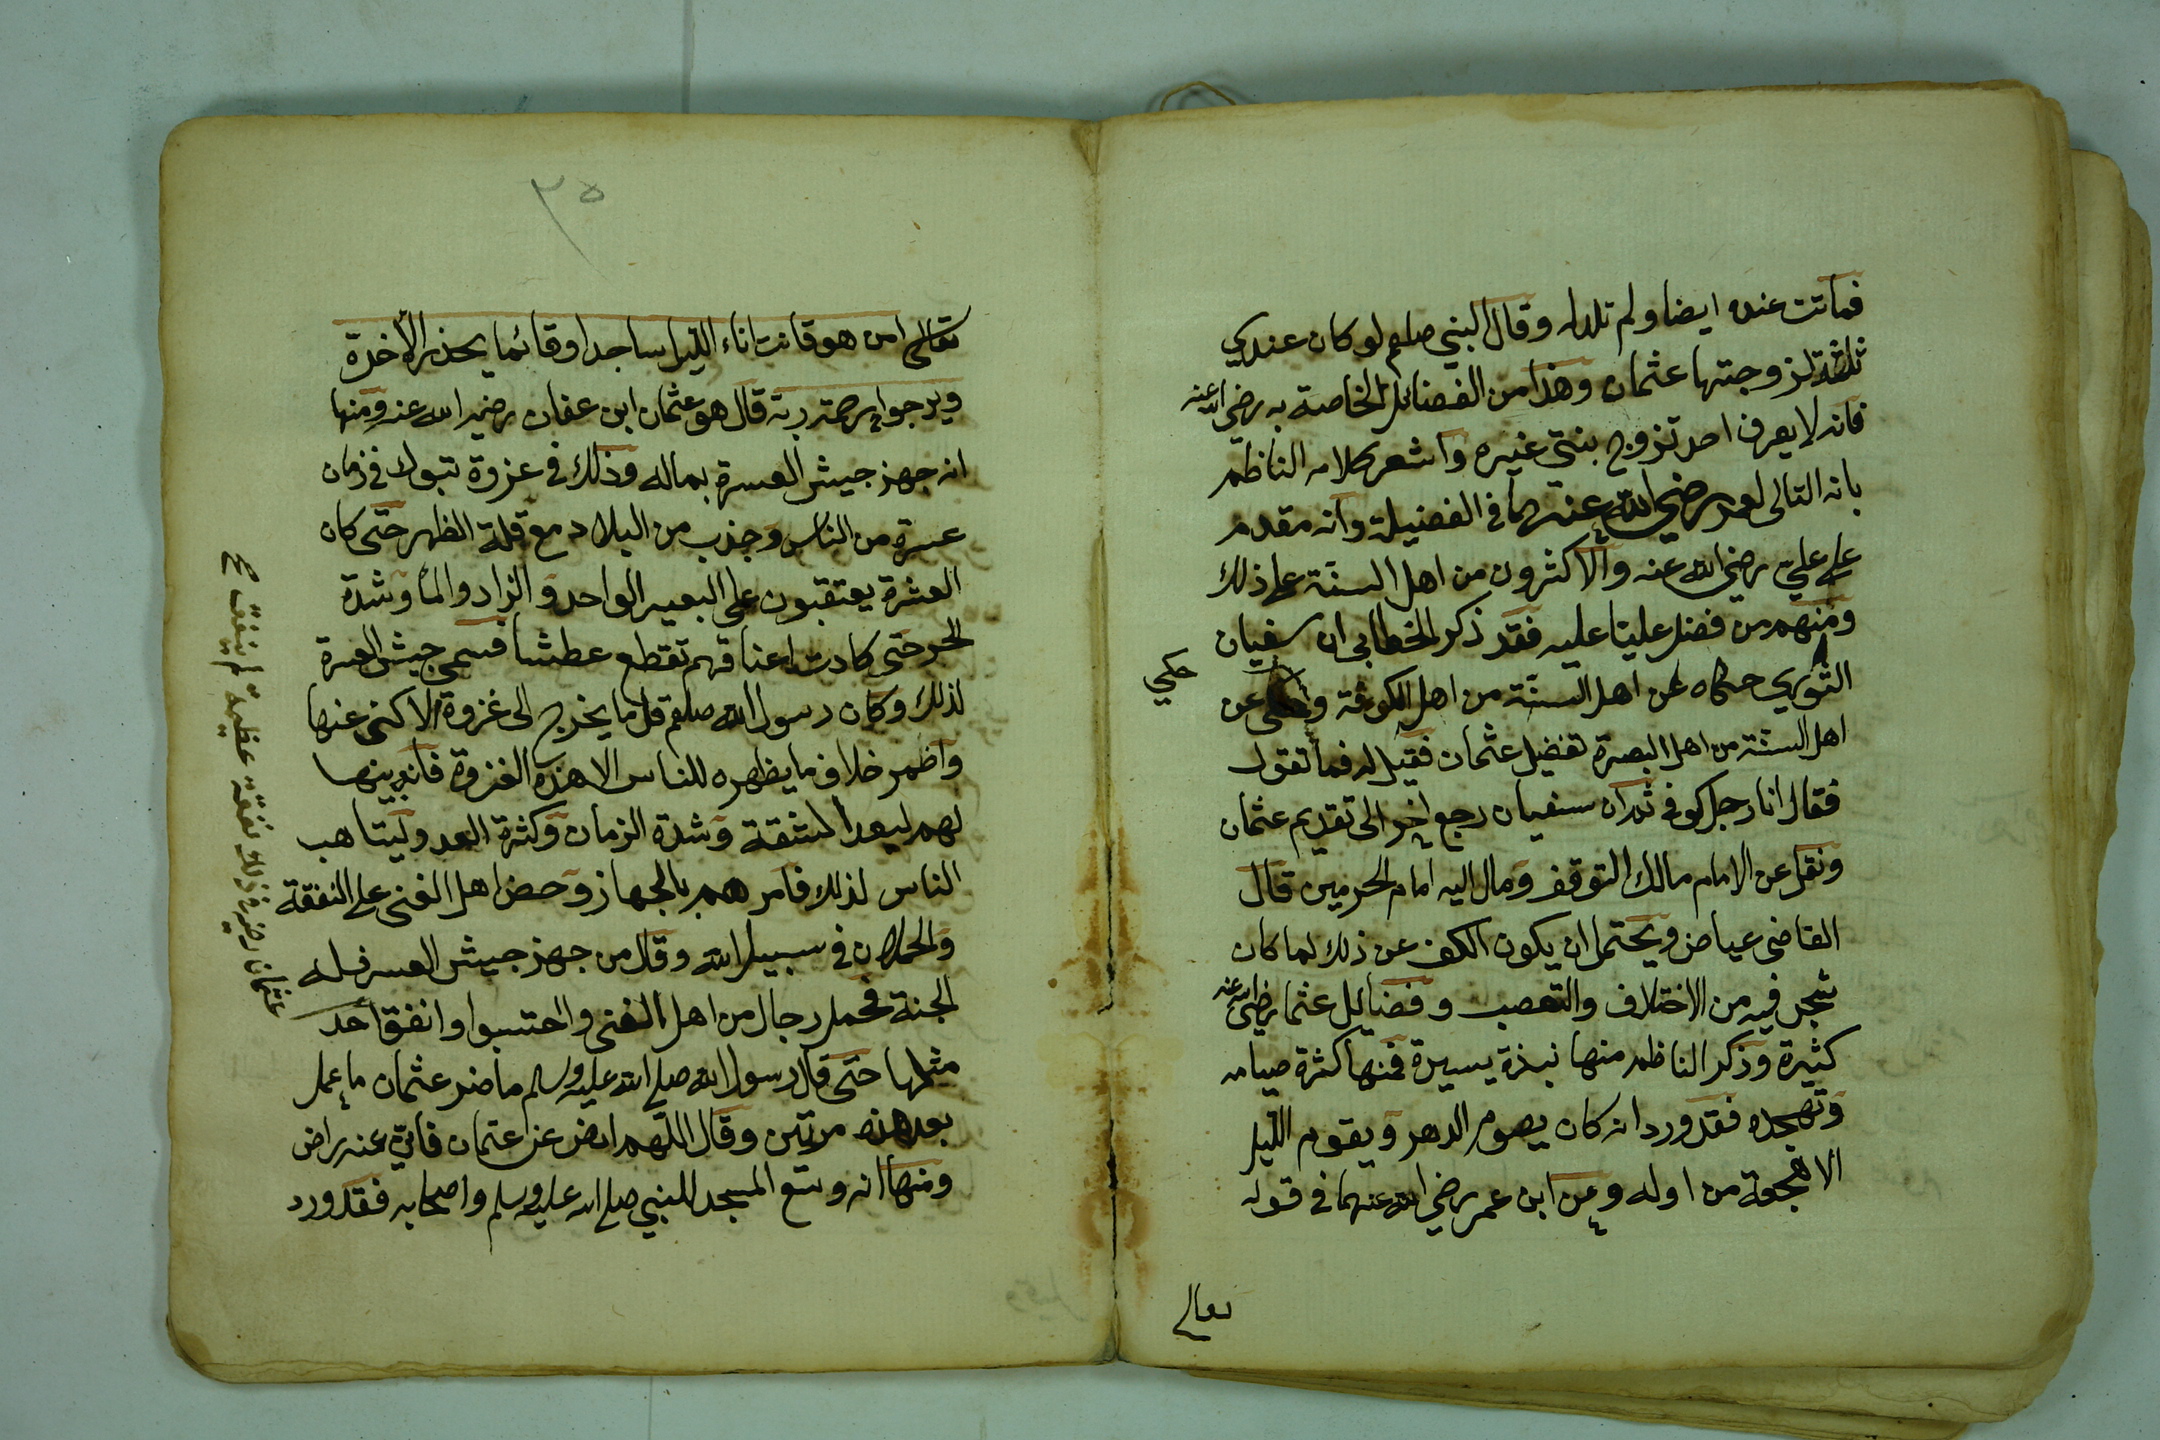 فماتت عنده ايضا ولم تلد له وقال النبي صلعم لو كان عندي
ثلثة لزوجتها عثمان وهذا من الفضائل الخاصة به رضي الله عنه
فانه لا يعرف احد تزوج بنتي غيره واشعر كلام الناظم
بانه التالي لعمر رضي الله عنهما في الفضيلة وانه مقدم
على علي رضي الله عنه والاكثرون من اهل السنة على ذلك
ومنهم من فضل عليا عليه فقد ذكر الخطابي ان سفيان
الثوري حكاه عن اهل السنة من اهل الكوفة وحكى عن
حكي
اهل السنة من اهل البصرة تفضيل عثمان فقيل له فما تقول
فقال انا رجل كوفي ثم ان سفيان رجع اخر الى تقديم عثمان
ونقل عن الامام مالك التوقف ومال اليه امام الحرمين قال
القاضي عياض ويحتمل ان يكون الكف عن ذلك لما كان
شجر فيه من الاختلاف والتعصب وفضائل عثمان رضي الله عنه
كثيرة وذكر الناظم منها نبذة يسيرة فمنها كثرة صيامه
وتهجده فقد ورد انه كان يصوم الدهر ويقوم الليل
الا هجعة من اوله وعن ابن عمر رضي الله عنهما في قوله
تعالى
٣٥
تعالى امن هو قانت اناء الليل ساجدا وقائما يحذر الاخرة
ويرجوا رحمة ربه قال هو عثمان ابن عفان رضي الله عنه ومنها
انه جهز جيش العسرة بماله وذلك في غزوة تبوك في زمان
عسرة من الناس وجذب من البلاد مع قلة الظهر حتى كان
العشرة يعتقبون على البعير الواحد والزاد والماء وشدة
الحر حتى كادت اعناقهم تقطع عطشا فسمي جيش العسرة
لذلك وكان رسول الله صلعم قل ما يخرج الى غزوة الا كنى عنها
واظهر خلاف ما يظهره للناس الا هذه الغزوة فانه بينها
لهم لبعد المشقة وشدة الزمان وكثرة العدو ليتاهب
الناس لذلك فامرهم بالجهاز وحض اهل الغنى على النفقة
والحملان في سبيل الله وقال من جهز جيش العسر فله
الجنة فحمل رجال من اهل الغنى واحتسبوا وانفق احد
مثلها حتى قال رسول الله صلى الله عليه وسلم ما ضر عثمان ما عمل
بعد هذه مرتين وقال اللهم ارض عن عثمان فاني عنه راض
ومنها انه وسع المسجد للنبي صلى الله عليه وسلم واصحابه فقد ورد
عثمان رضي في ذلك نفقة عظيمة لم ينفق ع